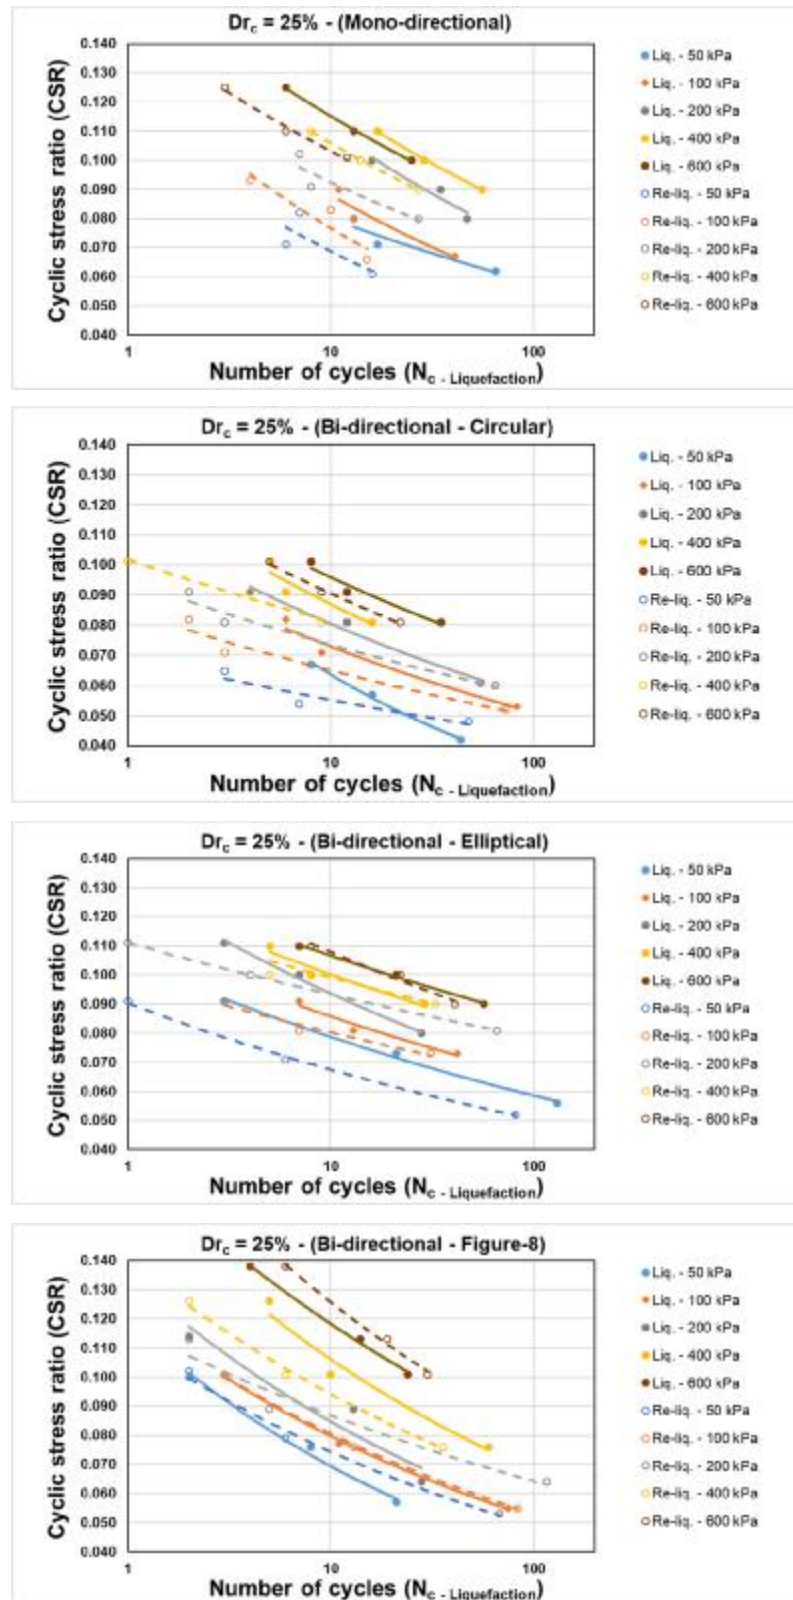 Dr_c = 25% - (Mono-directional)
Cyclic stress ratio (CSR)
0.140
0.130
0.120
0.110
0.100
0.090
0.080
0.070
0.060
0.050
0.040
1 10 100
Number of cycles (N_c - Liquefaction)
Liq. - 50 kPa
Liq. - 100 kPa
Liq. - 200 kPa
Liq. - 400 kPa
Liq. - 600 kPa
Re-liq. - 50 kPa
Re-liq. - 100 kPa
Re-liq. - 200 kPa
Re-liq. - 400 kPa
Re-liq. - 600 kPa
Dr_c = 25% - (Bi-directional - Circular)
Cyclic stress ratio (CSR)
0.140
0.130
0.120
0.110
0.100
0.090
0.080
0.070
0.060
0.050
0.040
1 10 100
Number of cycles (N_c - Liquefaction)
Liq. - 50 kPa
Liq. - 100 kPa
Liq. - 200 kPa
Liq. - 400 kPa
Liq. - 600 kPa
Re-liq. - 50 kPa
Re-liq. - 100 kPa
Re-liq. - 200 kPa
Re-liq. - 400 kPa
Re-liq. - 600 kPa
Dr_c = 25% - (Bi-directional - Elliptical)
Cyclic stress ratio (CSR)
0.140
0.130
0.120
0.110
0.100
0.090
0.080
0.070
0.060
0.050
0.040
1 10 100
Number of cycles (N_c - Liquefaction)
Liq. - 50 kPa
Liq. - 100 kPa
Liq. - 200 kPa
Liq. - 400 kPa
Liq. - 600 kPa
Re-liq. - 50 kPa
Re-liq. - 100 kPa
Re-liq. - 200 kPa
Re-liq. - 400 kPa
Re-liq. - 600 kPa
Dr_c = 25% - (Bi-directional - Figure-8)
Cyclic stress ratio (CSR)
0.140
0.130
0.120
0.110
0.100
0.090
0.080
0.070
0.060
0.050
0.040
1 10 100
Number of cycles (N_c - Liquefaction)
Liq. - 50 kPa
Liq. - 100 kPa
Liq. - 200 kPa
Liq. - 400 kPa
Liq. - 600 kPa
Re-liq. - 50 kPa
Re-liq. - 100 kPa
Re-liq. - 200 kPa
Re-liq. - 400 kPa
Re-liq. - 600 kPa